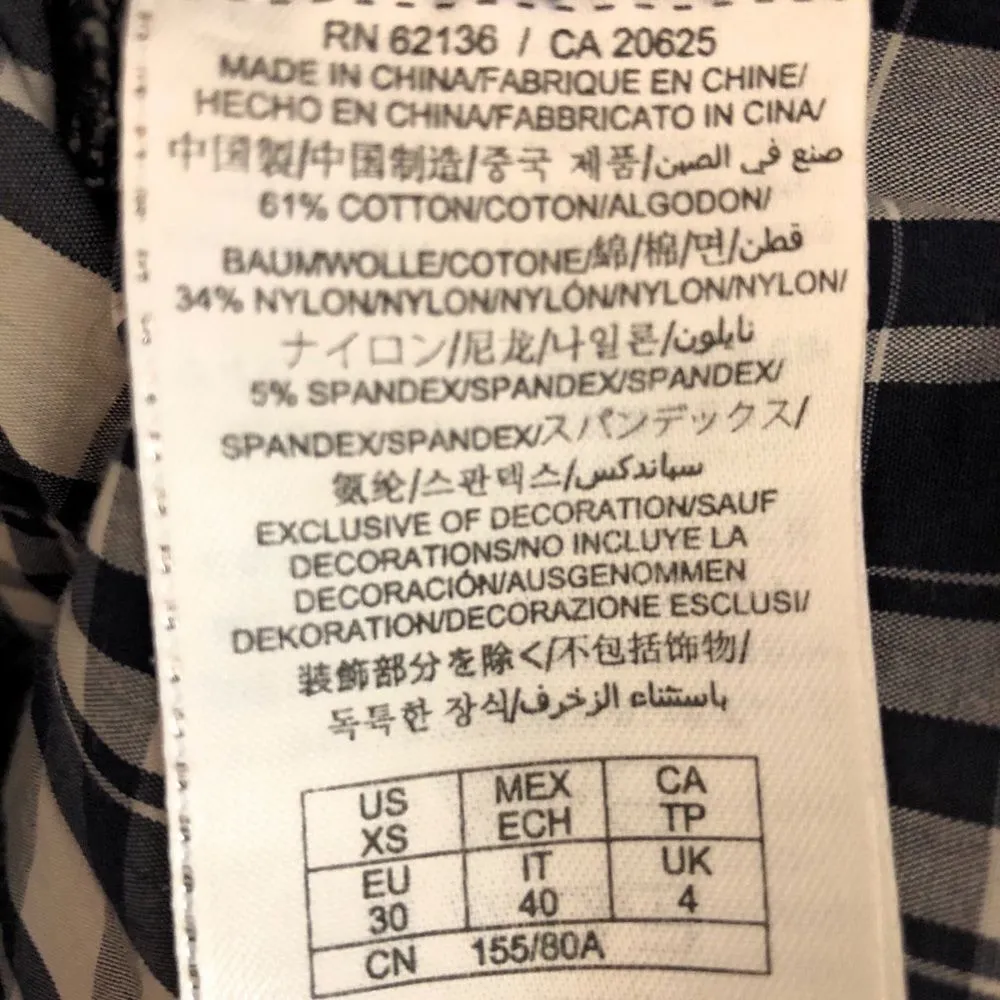 RN 62136 / CA 20625
MADE IN CHINA/FABRIQUE EN CHINE/
HECHO EN CHINA/FABBRICATO IN CINA/
中国製/中国制造/중국 제품/صنع في الصين
61% COTTON/COTON/ALGODON/
BAUMWOLLE/COTONE/綿/棉/면/قطن
34% NYLON/NYLON/NYLÓN/NYLON/NYLON/
ナイロン/尼龙/나일론/نايلون
5% SPANDEX/SPANDEX/SPANDEX/
SPANDEX/SPANDEX/スパンデックス/
氨纶/스판덱스/سباندكس
EXCLUSIVE OF DECORATION/SAUF
DECORATIONS/NO INCLUYE LA
DECORACIÓN/AUSGENOMMEN
DEKORATION/DECORAZIONE ESCLUSI/
装飾部分を除く/不包括饰物/
독특한 장식/باستثناء الزخرف
US MEX CA
XS ECH TP
EU IT UK
30 40 4
CN 155/80A